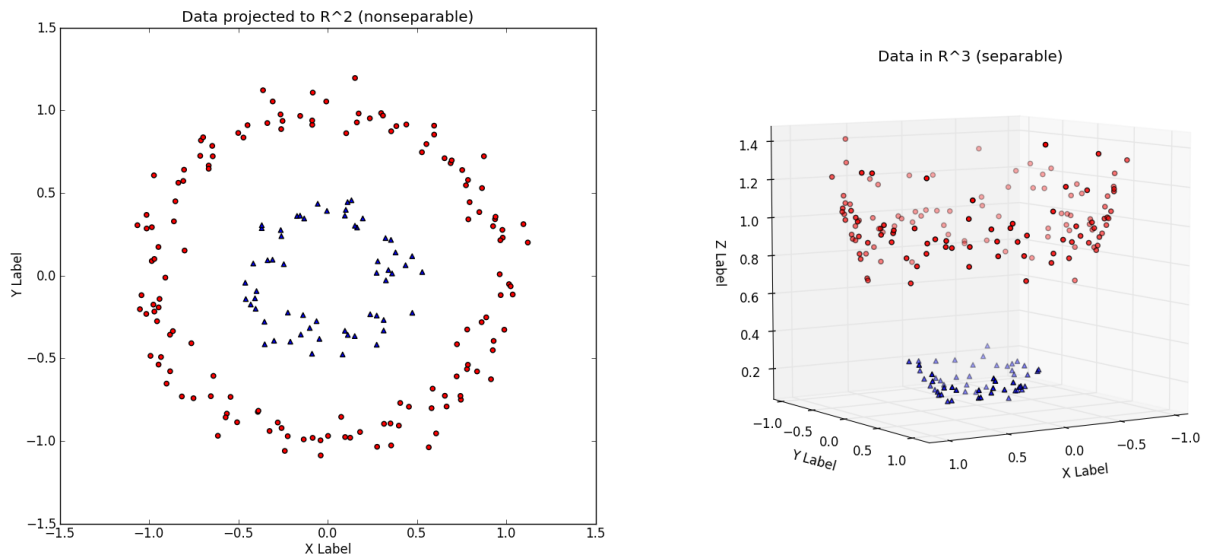 Data projected to R^2 (nonseparable)
1.5
1.0
0.5
0.0
−0.5
−1.0
−1.5
Y Label
−1.5 −1.0 −0.5 0.0 0.5 1.0 1.5
X Label
Data in R^3 (separable)
1.4
1.2
1.0
0.8
0.6
0.4
0.2
Z Label
−1.0 −0.5 0.0 0.5 1.0
Y Label
1.0 0.5 0.0 −0.5 −1.0
X Label